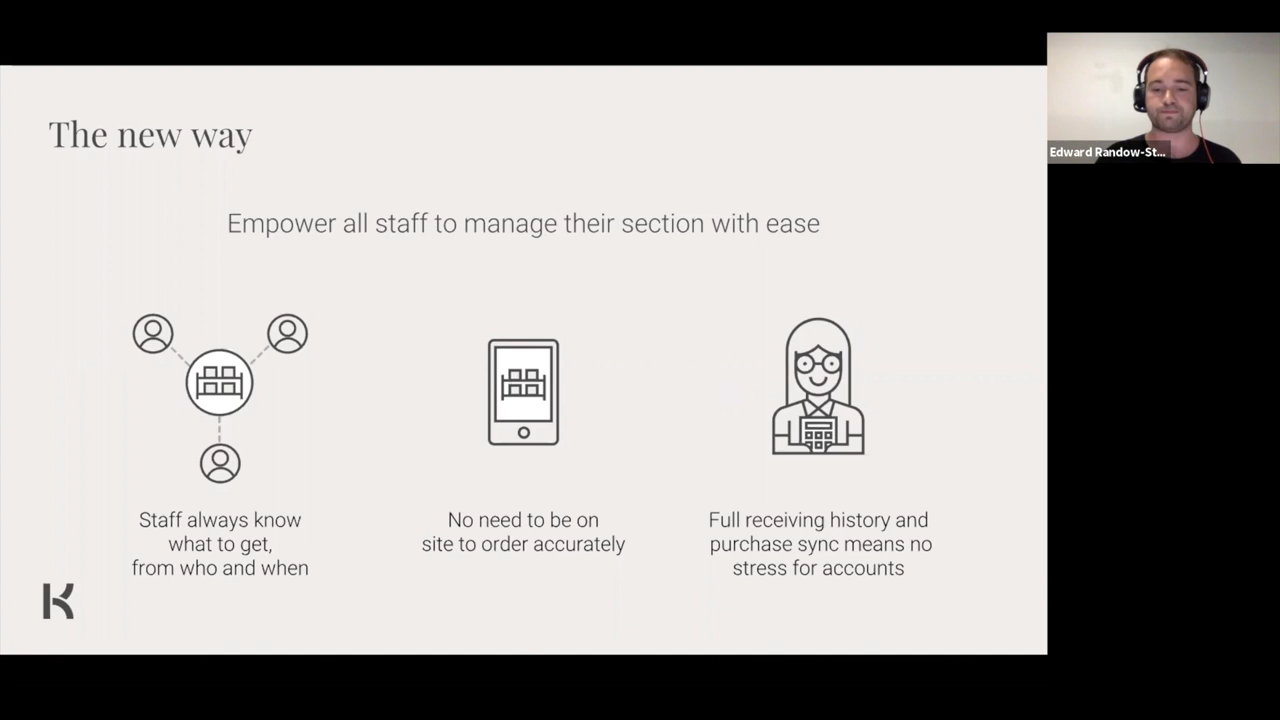 The new way
Empower all staff to manage their section with ease
Staff always know
what to get,
from who and when
No need to be on
site to order accurately
Full receiving history and
purchase sync means no
stress for accounts
K
Edward Randow-St...